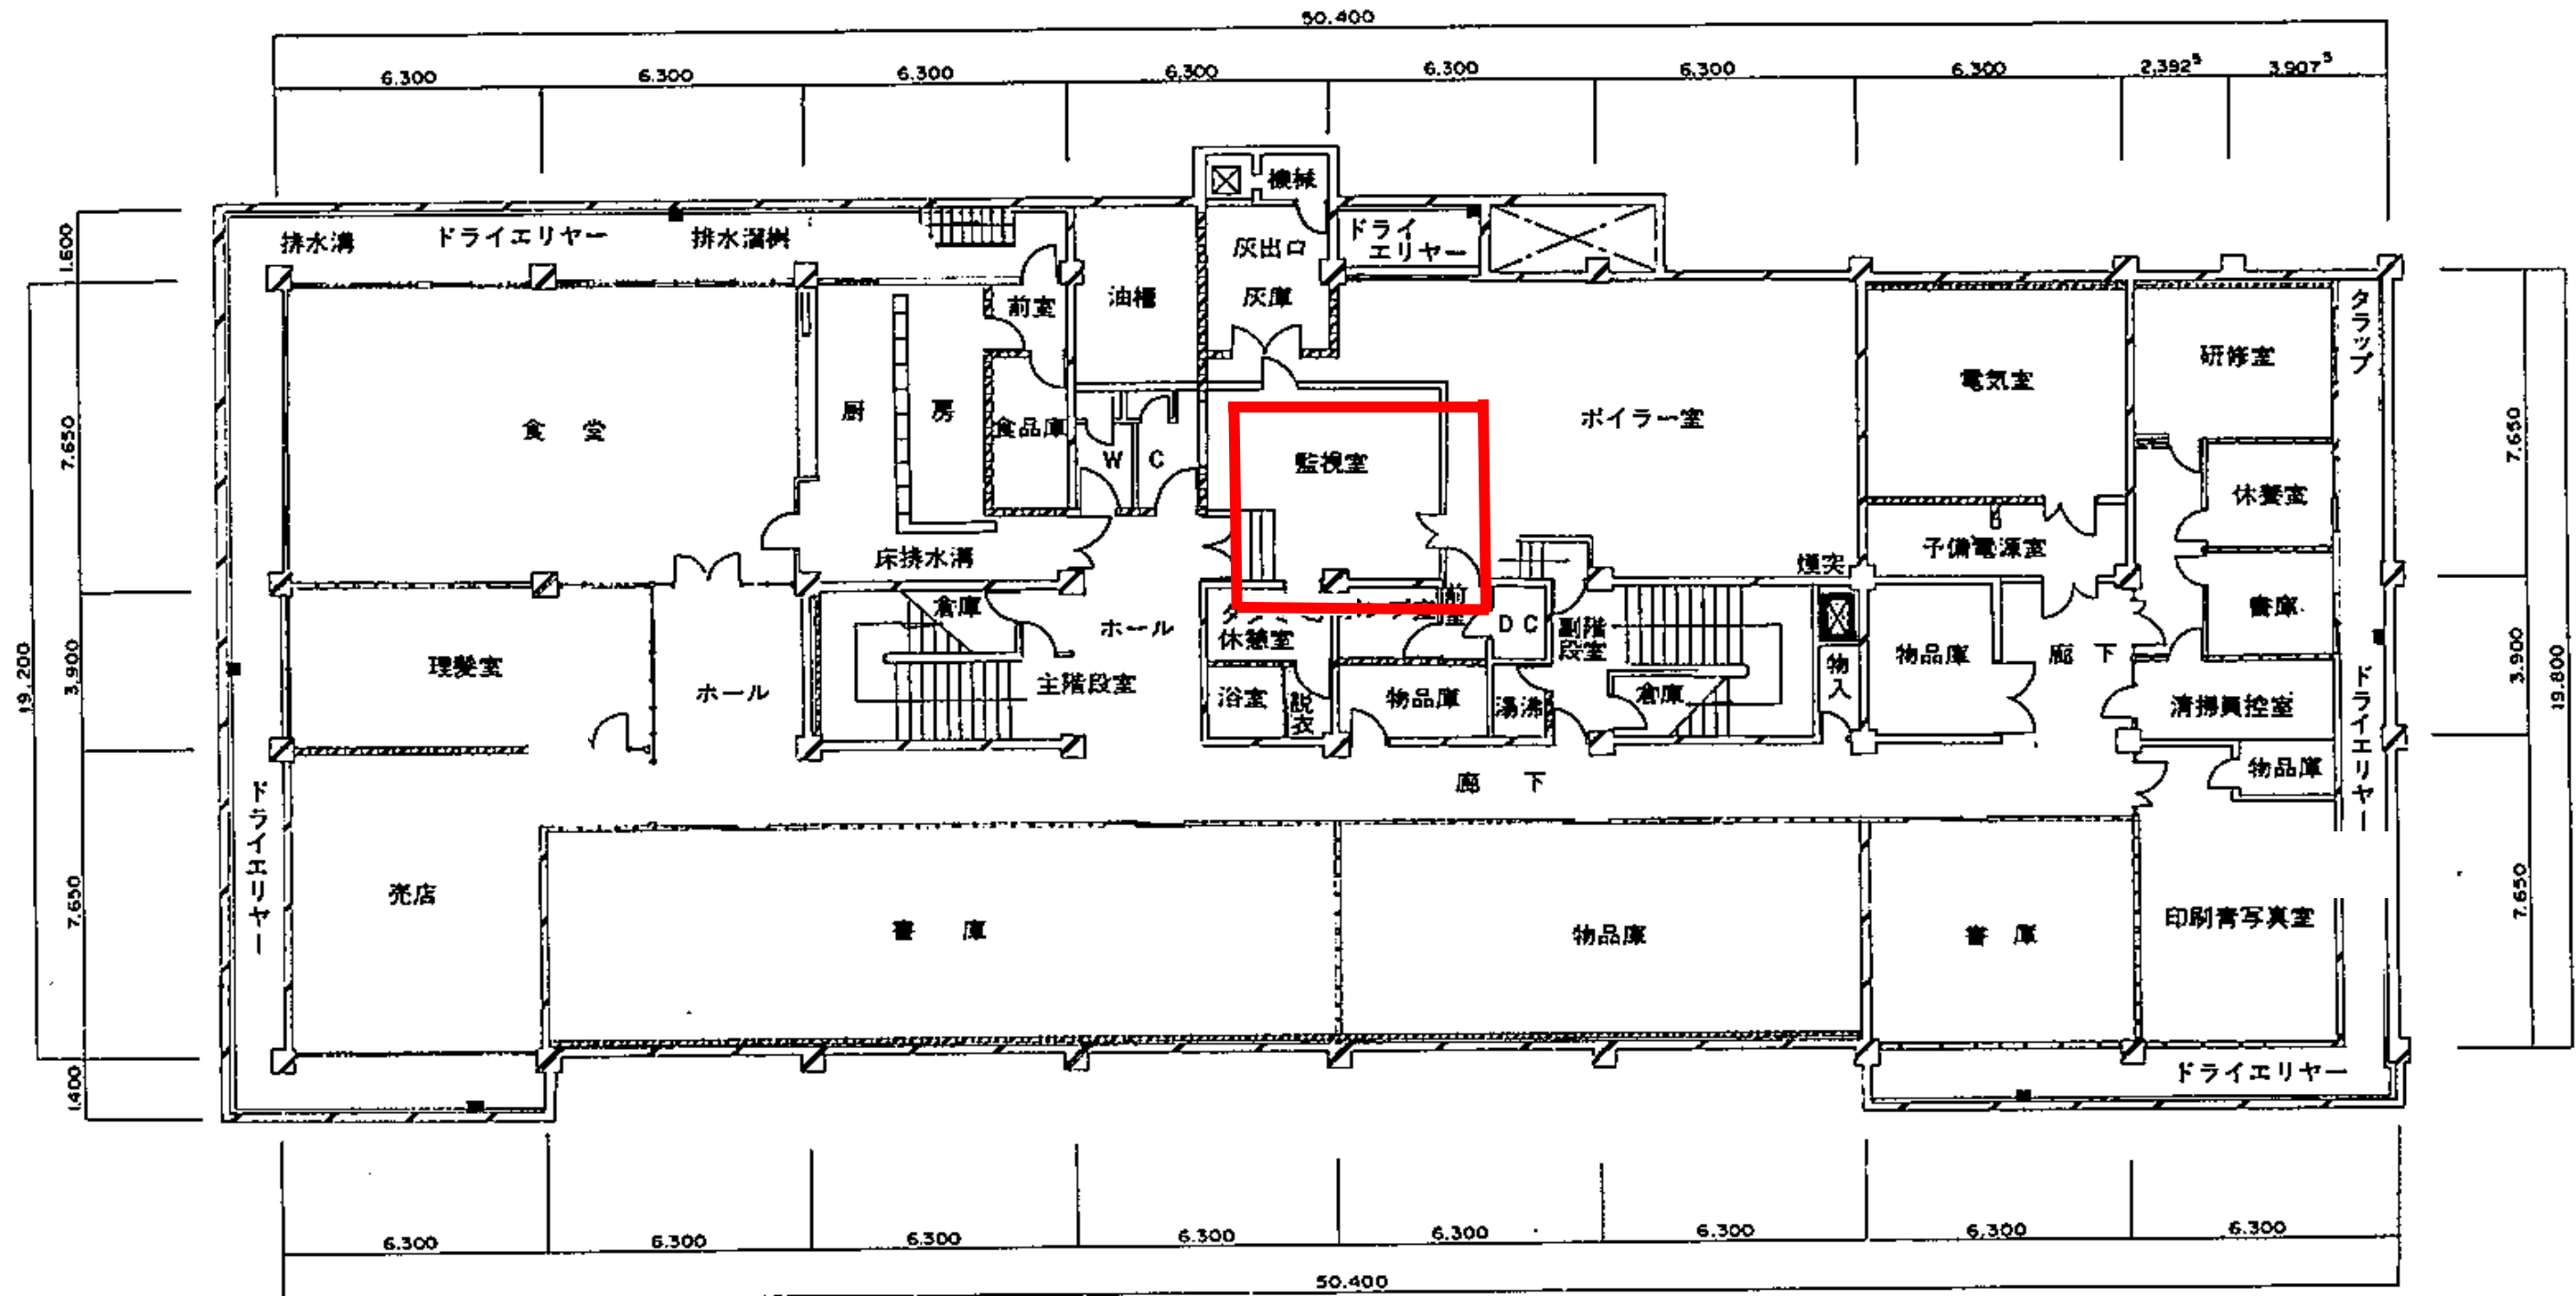 50.400
6.300
6.300
6.300
6.300
6.300
6.300
6.300
2.392⁵
3.907⁵
機械
排水溝
ドライエリヤー
排水溜桝
灰出口
ドライ
エリヤー
1.600
前室
油槽
灰庫
タラップ
研修室
電気室
食 堂
厨 房
食品庫
W C
監視室
ボイラー室
7.650
7.650
休養室
床排水溝
予備電源室
煙突
倉庫
ホール
休憩室
前室
D C
副階
段室
書庫
理髪室
ホール
主階段室
浴室
脱衣
物品庫
湯沸
倉庫
物入
物品庫
廊 下
清掃員控室
ドライエリヤー
19.200
3.900
3.900
19.800
廊 下
物品庫
ドライエリヤー
売店
書 庫
物品庫
書 庫
印刷青写真室
7.650
7.650
ドライエリヤー
1.400
6.300
6.300
6.300
6.300
6.300
6.300
6.300
6.300
50.400